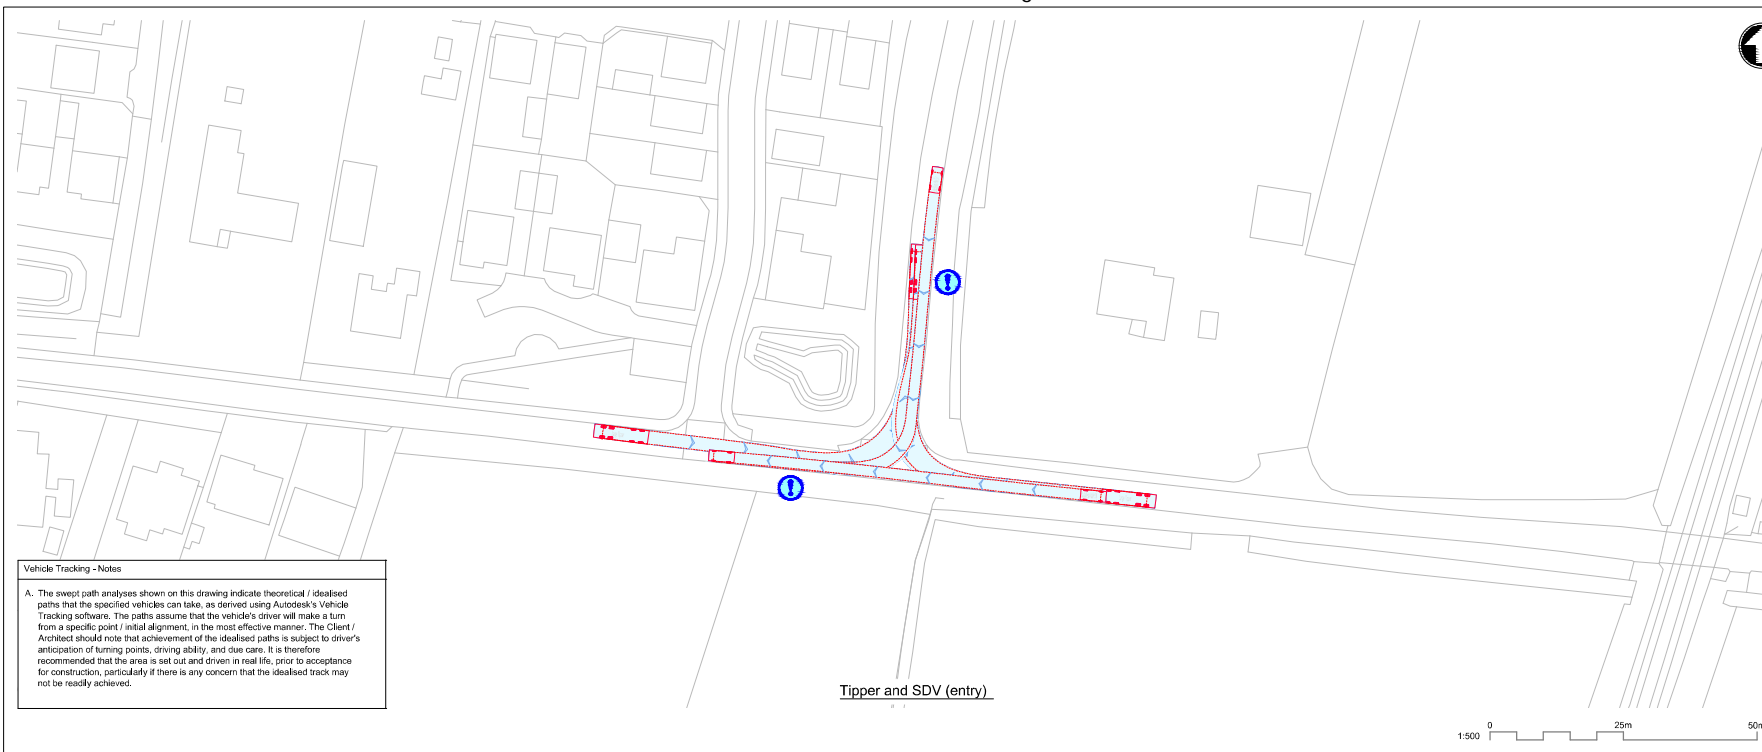 Vehicle Tracking - Notes
A. The swept path analyses shown on this drawing indicate theoretical / idealised
paths that the specified vehicles can take, as derived using Autodesk's Vehicle
Tracking software. The paths assume that the vehicle's driver will make a turn
from a specific point / initial alignment, in the most effective manner. The Client /
Architect should note that achievement of the idealised paths is subject to driver's
anticipation of turning points, driving ability, and due care. It is therefore
recommended that the area is set out and driven in real life, prior to acceptance
for construction, particularly if there is any concern that the idealised track may
not be readily achieved.
Tipper and SDV (entry)
1:500
0 25m 50m